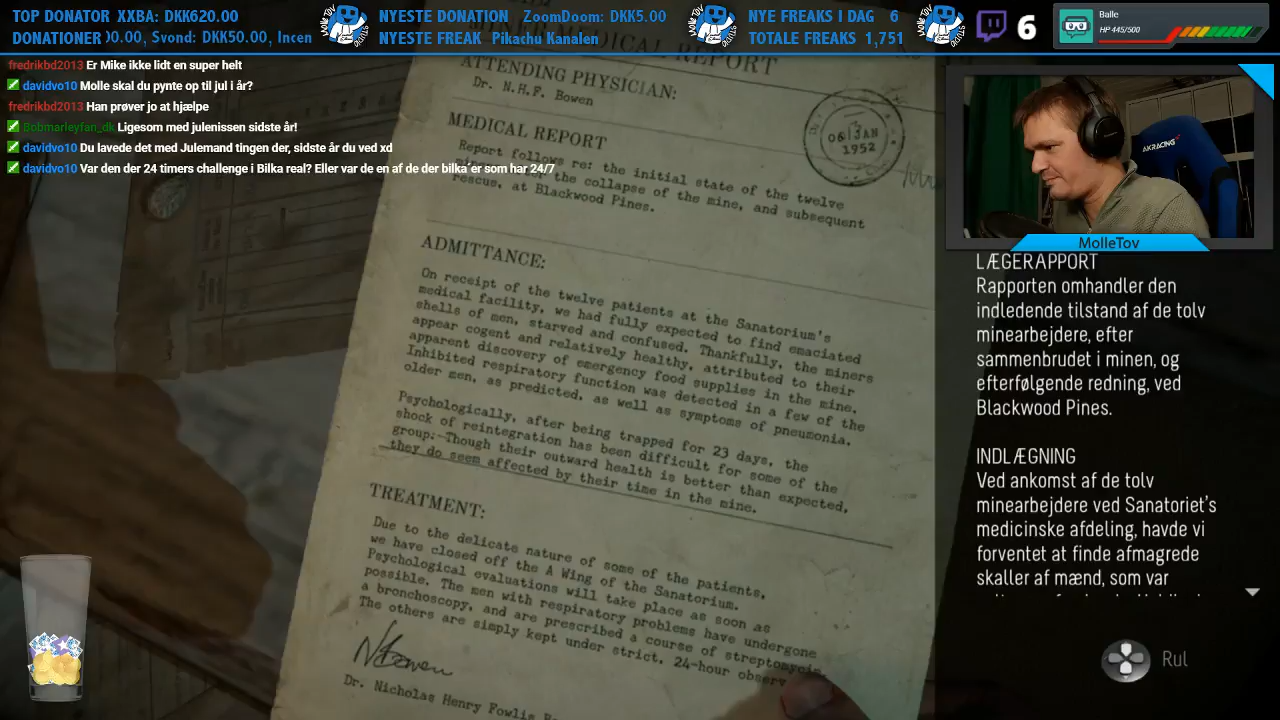 TOP DONATOR XXBA: DKK620.00
DONATIONER )0.00, Svond: DKK50.00, Incen
NYESTE DONATION ZoomDoom: DKK5.00
NYESTE FREAK Pikachu Kanalen
NYE FREAKS I DAG 6
TOTALE FREAKS 1,751
6
Balle
HP 445/500
fredrikbd2013 Er Mike ikke lidt en super helt
davidvo10 Molle skal du pynte op til jul i år?
fredrikbd2013 Han prøver jo at hjælpe
Bobmarleyfan_dk Ligesom med julenissen sidste år!
davidvo10 Du lavede det med Julemand tingen der, sidste år du ved xd
davidvo10 Var den der 24 timers challenge i Bilka real? Eller var de en af de der bilka'er som har 24/7
MEDICAL REPORT
ATTENDING PHYSICIAN:
Dr. N.H.F. Bowen
13 JAN
1952
MEDICAL REPORT
Report follows re: the initial state of the twelve
the collapse of the mine, and subsequent
rescue, at Blackwood Pines.
ADMITTANCE:
On receipt of the twelve patients at the Sanatorium's
medical facility, we had fully expected to find emaciated
shells of men, starved and confused. Thankfully, the miners
appear cogent and relatively healthy, attributed to their
apparent discovery of emergency food supplies in the mine.
Inhibited respiratory function was detected in a few of the
older men, as predicted, as well as symptoms of pneumonia.
Psychologically, after being trapped for 23 days, the
shock of reintegration has been difficult for some of the
group. Though their outward health is better than expected,
they do seem affected by their time in the mine.
TREATMENT:
Due to the delicate nature of some of the patients,
we have closed off the A Wing of the Sanatorium.
Psychological evaluations will take place as soon as
possible. The men with respiratory problems have undergone
a bronchoscopy, and are prescribed a course of streptomycin.
The others are simply kept under strict, 24-hour observ
NBowen
Dr. Nicholas Henry Fowlis
AKRACING
MolleTov
LÆGERAPPORT
Rapporten omhandler den
indledende tilstand af de tolv
minearbejdere, efter
sammenbrudet i minen, og
efterfølgende redning, ved
Blackwood Pines.
INDLÆGNING
Ved ankomst af de tolv
minearbejdere ved Sanatoriet's
medicinske afdeling, havde vi
forventet at finde afmagrede
skaller af mænd, som var
Rul